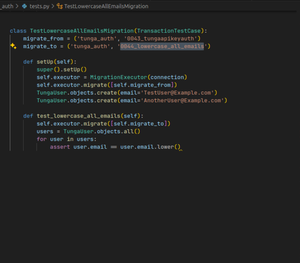 _auth > tests.py > TestLowercaseAllEmailsMigration
class TestLowercaseAllEmailsMigration(TransactionTestCase):
migrate_from = ('tunga_auth', '0043_tungaapikeysauth')
migrate_to = ('tunga_auth', '0044_lowercase_all_emails')
def setUp(self):
super().setUp()
self.executor = MigrationExecutor(connection)
self.executor.migrate([self.migrate_from])
TungaUser.objects.create(email='TestUser@Example.com')
TungaUser.objects.create(email='AnotherUser@Example.com')
def test_lowercase_all_emails(self):
self.executor.migrate([self.migrate_to])
users = TungaUser.objects.all()
for user in users:
assert user.email == user.email.lower()